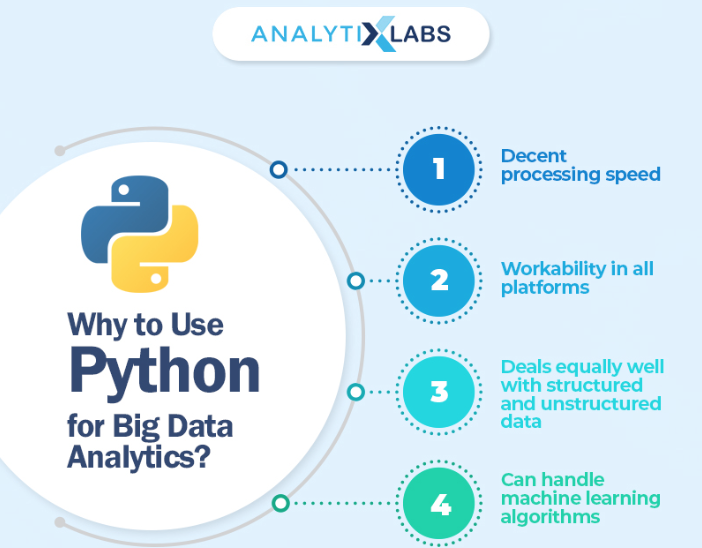 ANALYTIXLABS
Why to Use
Python
for Big Data
Analytics?
1
Decent
processing speed
2
Workability in all
platforms
3
Deals equally well
with structured
and unstructured
data
4
Can handle
machine learning
algorithms